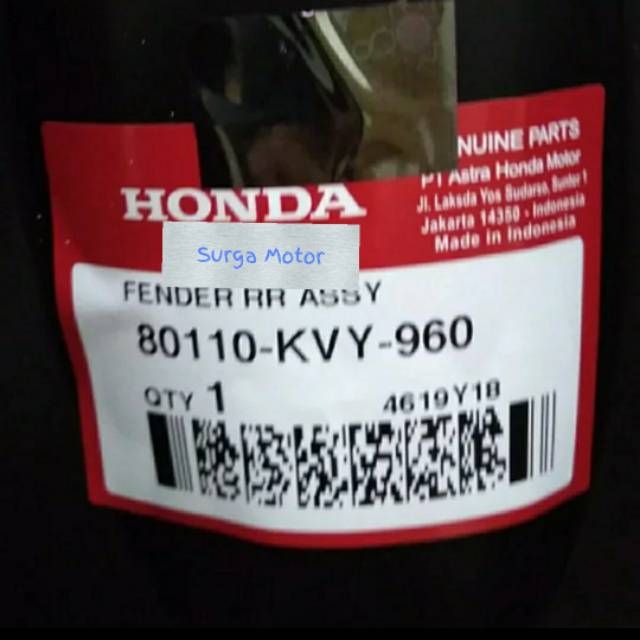 NUINE PARTS
PT Astra Honda Motor
Jl. Laksda Yos Sudarso, Sunter 1
Jakarta 14350 - Indonesia
Made in Indonesia
HONDA
Surga Motor
FENDER RR ASSY
80110-KVY-960
QTY 1
4619Y18